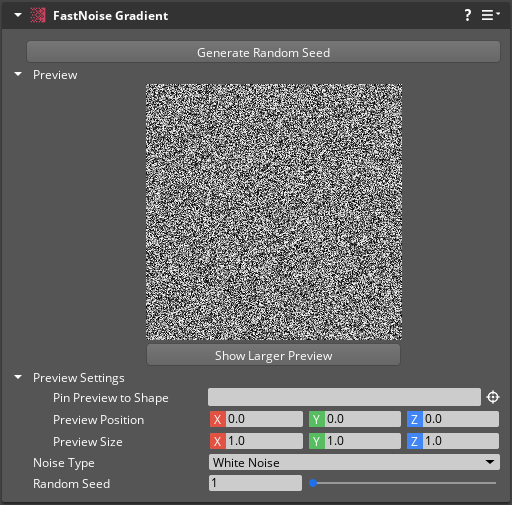 FastNoise Gradient ?
Generate Random Seed
Preview
Show Larger Preview
Preview Settings
Pin Preview to Shape
Preview Position X 0.0 Y 0.0 Z 0.0
Preview Size X 1.0 Y 1.0 Z 1.0
Noise Type White Noise
Random Seed 1